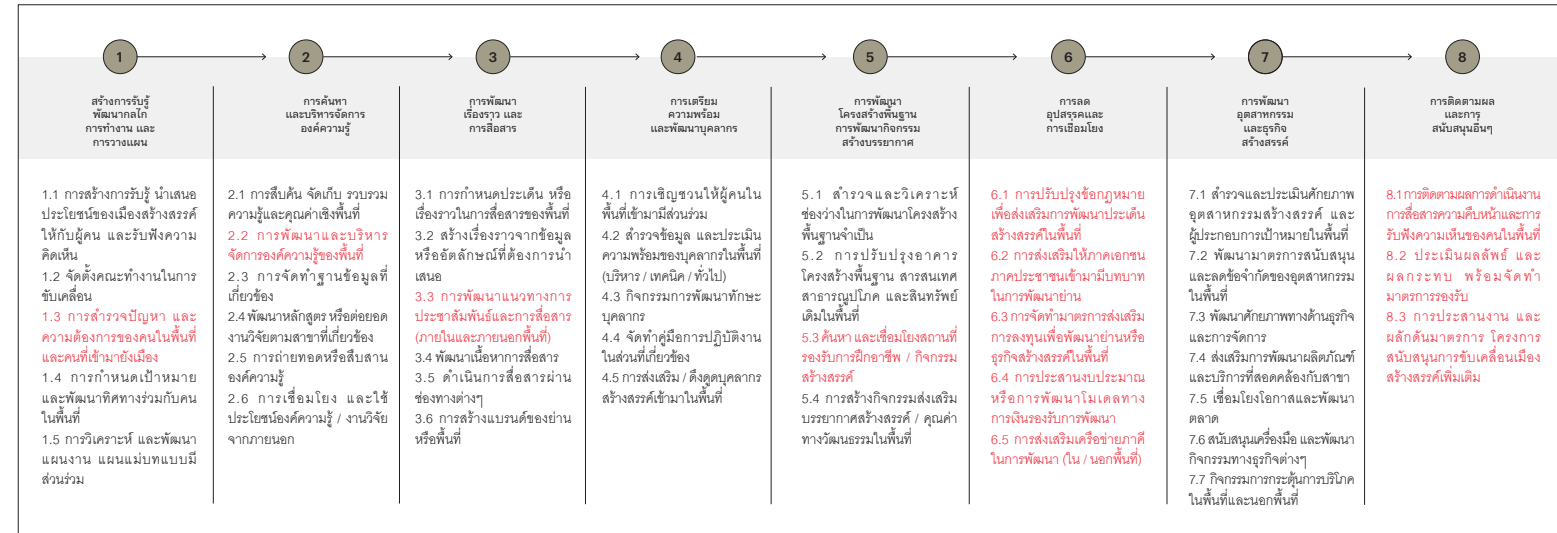 1
2
3
4
5
6
7
8
สร้างการรับรู้
พัฒนากลไก
การทำงาน และ
การวางแผน
การค้นหา
และบริหารจัดการ
องค์ความรู้
การพัฒนา
เรื่องราว และ
การสื่อสาร
การเตรียม
ความพร้อม
และพัฒนาบุคลากร
การพัฒนา
โครงสร้างพื้นฐาน
การพัฒนากิจกรรม
สร้างบรรยากาศ
การลด
อุปสรรคและ
การเชื่อมโยง
การพัฒนา
อุตสาหกรรม
และธุรกิจ
สร้างสรรค์
การติดตามผล
และการ
สนับสนุนอื่นๆ
1.1 การสร้างการรับรู้ นำเสนอ
ประโยชน์ของเมืองสร้างสรรค์
ให้กับผู้คน และรับฟังความ
คิดเห็น
1.2 จัดตั้งคณะทำงานในการ
ขับเคลื่อน
1.3 การสำรวจปัญหา และ
ความต้องการของคนในพื้นที่
และคนที่เข้ามายังเมือง
1.4 การกำหนดเป้าหมาย
และพัฒนาทิศทางร่วมกับคน
ในพื้นที่
1.5 การวิเคราะห์ และพัฒนา
แผนงาน แผนแม่บทแบบมี
ส่วนร่วม
2.1 การสืบค้น จัดเก็บ รวบรวม
ความรู้และคุณค่าเชิงพื้นที่
2.2 การพัฒนาและบริหาร
จัดการองค์ความรู้ของพื้นที่
2.3 การจัดทำฐานข้อมูลที่
เกี่ยวข้อง
2.4 พัฒนาหลักสูตร หรือต่อยอด
งานวิจัยตามสาขาที่เกี่ยวข้อง
2.5 การถ่ายทอดหรือสืบสาน
องค์ความรู้
2.6 การเชื่อมโยง และใช้
ประโยชน์องค์ความรู้ / งานวิจัย
จากภายนอก
3.1 การกำหนดประเด็น หรือ
เรื่องราวในการสื่อสารของพื้นที่
3.2 สร้างเรื่องราวจากข้อมูล
หรืออัตลักษณ์ที่ต้องการนำ
เสนอ
3.3 การพัฒนาแนวทางการ
ประชาสัมพันธ์และการสื่อสาร
(ภายในและภายนอกพื้นที่)
3.4 พัฒนาเนื้อหาการสื่อสาร
3.5 ดำเนินการสื่อสารผ่าน
ช่องทางต่างๆ
3.6 การสร้างแบรนด์ของย่าน
หรือพื้นที่
4.1 การเชิญชวนให้ผู้คนใน
พื้นที่เข้ามามีส่วนร่วม
4.2 สำรวจข้อมูล และประเมิน
ความพร้อมของบุคลากรในพื้นที่
(บริหาร / เทคนิค / ทั่วไป)
4.3 กิจกรรมการพัฒนาทักษะ
บุคลากร
4.4 จัดทำคู่มือการปฏิบัติงาน
ในส่วนที่เกี่ยวข้อง
4.5 การส่งเสริม / ดึงดูดบุคลากร
สร้างสรรค์เข้ามาในพื้นที่
5.1 สำรวจและวิเคราะห์
ช่องว่างในการพัฒนาโครงสร้าง
พื้นฐานจำเป็น
5.2 การปรับปรุงอาคาร
โครงสร้างพื้นฐาน สารสนเทศ
สาธารณูปโภค และสินทรัพย์
เดิมในพื้นที่
5.3 ค้นหา และเชื่อมโยงสถานที่
รองรับการฝึกอาชีพ / กิจกรรม
สร้างสรรค์
5.4 การสร้างกิจกรรมส่งเสริม
บรรยากาศสร้างสรรค์ / คุณค่า
ทางวัฒนธรรมในพื้นที่
6.1 การปรับปรุงข้อกฎหมาย
เพื่อส่งเสริมการพัฒนาประเด็น
สร้างสรรค์ในพื้นที่
6.2 การส่งเสริมให้ภาคเอกชน
ภาคประชาชนเข้ามามีบทบาท
ในการพัฒนาย่าน
6.3 การจัดทำมาตรการส่งเสริม
การลงทุนเพื่อพัฒนาย่านหรือ
ธุรกิจสร้างสรรค์ในพื้นที่
6.4 การประสานงบประมาณ
หรือการพัฒนาโมเดลทาง
การเงินรองรับการพัฒนา
6.5 การส่งเสริมเครือข่ายภาคี
ในการพัฒนา (ใน / นอกพื้นที่)
7.1 สำรวจและประเมินศักยภาพ
อุตสาหกรรมสร้างสรรค์ และ
ผู้ประกอบการเป้าหมายในพื้นที่
7.2 พัฒนามาตรการสนับสนุน
และลดข้อจำกัดของอุตสาหกรรม
ในพื้นที่
7.3 พัฒนาศักยภาพทางด้านธุรกิจ
และการจัดการ
7.4 ส่งเสริมการพัฒนาผลิตภัณฑ์
และบริการที่สอดคล้องกับสาขา
7.5 เชื่อมโยงโอกาสและพัฒนา
ตลาด
7.6 สนับสนุนเครื่องมือ และพัฒนา
กิจกรรมทางธุรกิจต่างๆ
7.7 กิจกรรมการกระตุ้นการบริโภค
ในพื้นที่และนอกพื้นที่
8.1 การติดตามผลการดำเนินงาน
การสื่อสารความคืบหน้าและการ
รับฟังความเห็นของคนในพื้นที่
8.2 ประเมินผลลัพธ์ และ
ผลกระทบ พร้อมจัดทำ
มาตรการรองรับ
8.3 การประสานงาน และ
ผลักดันมาตรการ โครงการ
สนับสนุนการขับเคลื่อนเมือง
สร้างสรรค์เพิ่มเติม